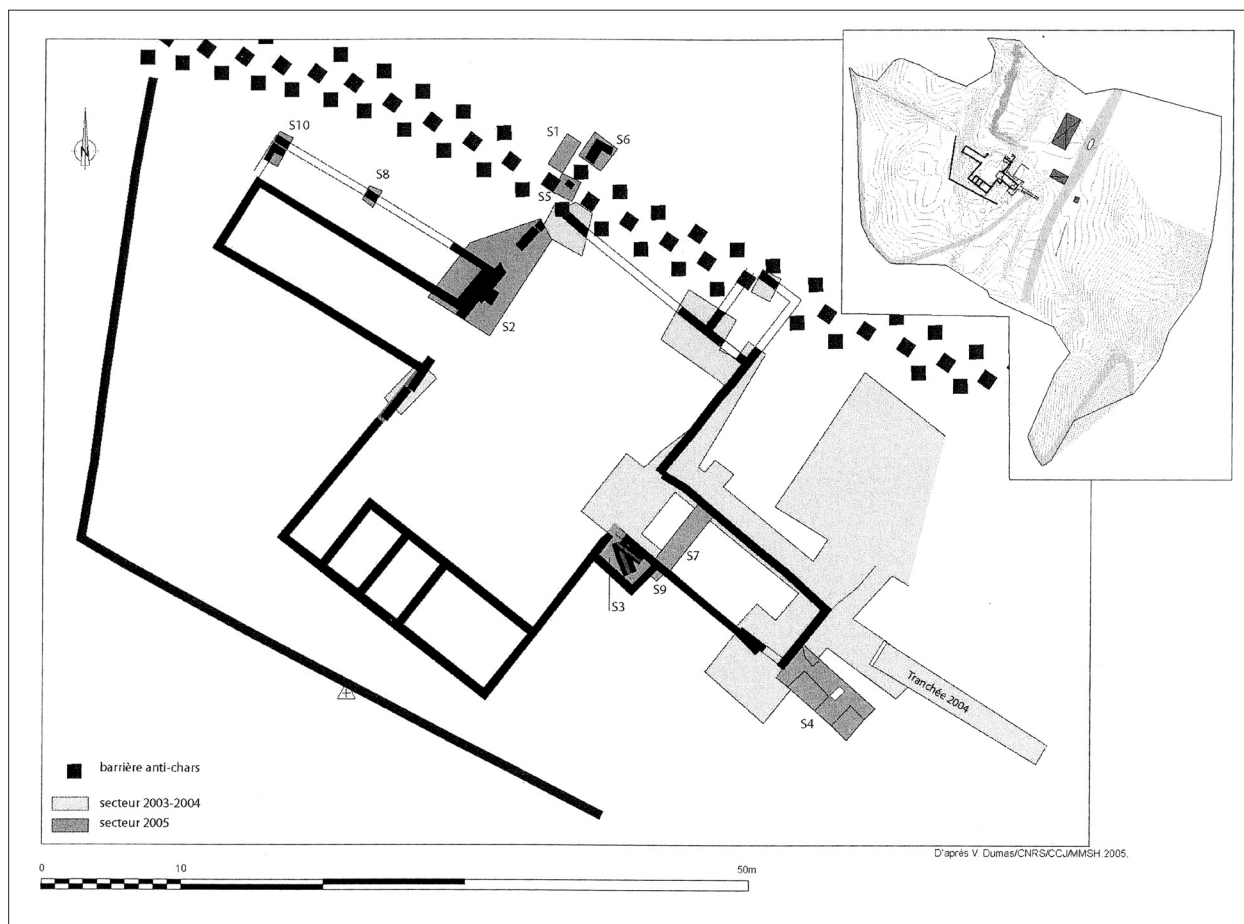 S10
S1
S6
N
S8
S5
S2
S7
S9
S3
Tranchée 2004
S4
barrière anti-chars
secteur 2003-2004
secteur 2005
D'après V. Dumas/CNRS/CCJ/MMSH.2005.
0 10 50m